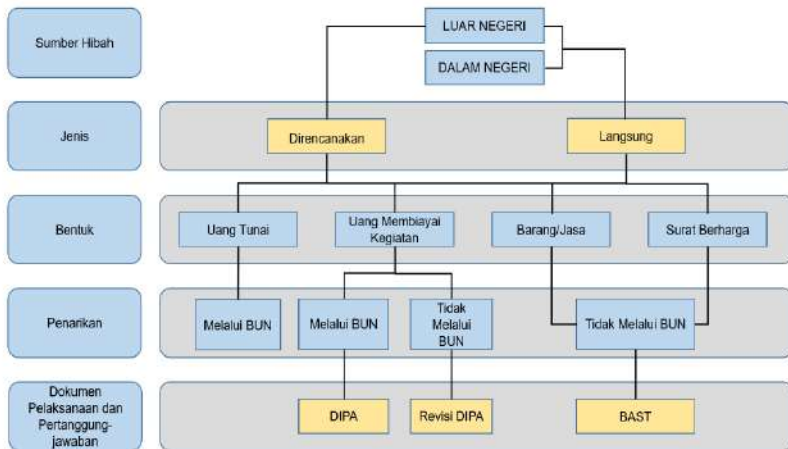 Sumber Hibah
LUAR NEGERI
DALAM NEGERI
Jenis
Direncanakan
Langsung
Bentuk
Uang Tunai
Uang Membiayai
Kegiatan
Barang/Jasa
Surat Berharga
Penarikan
Melalui BUN
Melalui BUN
Tidak
Melalui
BUN
Tidak Melalui BUN
Dokumen
Pelaksanaan dan
Pertanggung-
jawaban
DIPA
Revisi DIPA
BAST